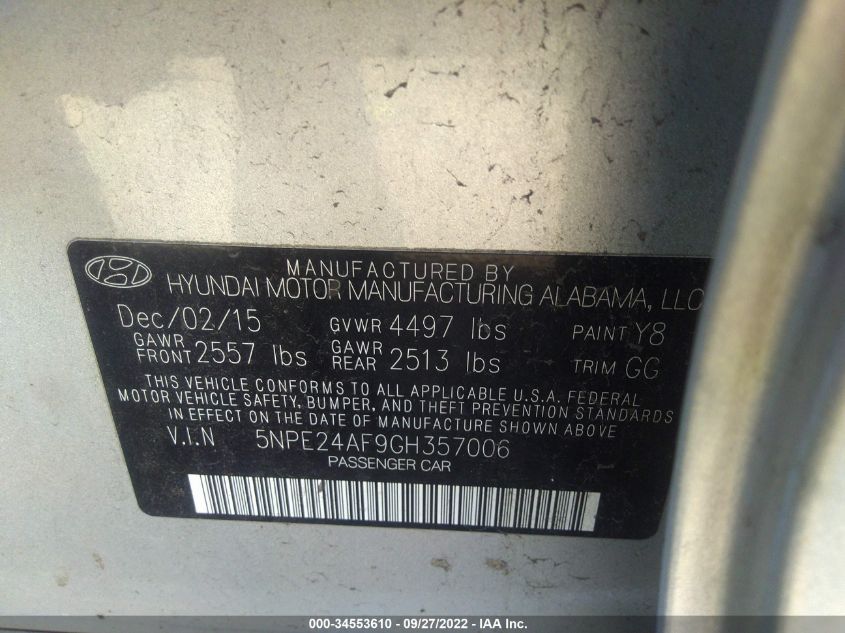 MANUFACTURED BY
HYUNDAI MOTOR MANUFACTURING ALABAMA, LLC
Dec/02/15 GVWR 4497 lbs PAINT Y8
GAWR FRONT 2557 lbs GAWR REAR 2513 lbs TRIM GG
THIS VEHICLE CONFORMS TO ALL APPLICABLE U.S.A. FEDERAL
MOTOR VEHICLE SAFETY, BUMPER, AND THEFT PREVENTION STANDARDS
IN EFFECT ON THE DATE OF MANUFACTURE SHOWN ABOVE
V.I.N 5NPE24AF9GH357006
PASSENGER CAR
000-34553610 - 09/27/2022 - IAA Inc.